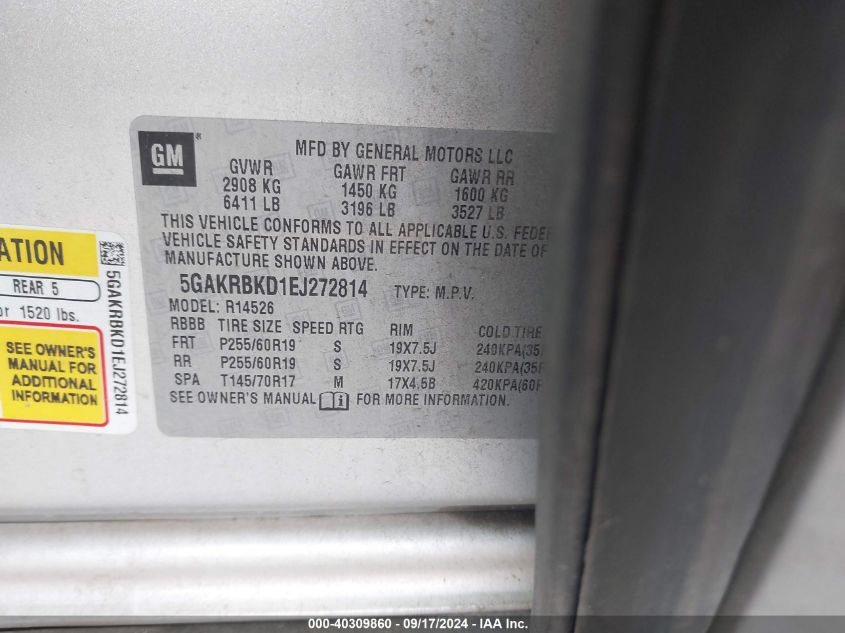 GM
®
MFD BY GENERAL MOTORS LLC
GVWR GAWR FRT GAWR RR
2908 KG 1450 KG 1600 KG
6411 LB 3196 LB 3527 LB
THIS VEHICLE CONFORMS TO ALL APPLICABLE U.S.
VEHICLE SAFETY STANDARDS IN EFFECT ON THE DATE OF
MANUFACTURE SHOWN ABOVE.
5GAKRBKD1EJ272814 TYPE: M.P.V.
MODEL: R14526
RBBB TIRE SIZE SPEED RTG RIM COLD TIRE
FRT P255/60R19 S 19X7.5J 240KPA(35
RR P255/60R19 S 19X7.5J 240KPA(35
SPA T145/70R17 M 17X4.5B 420KPA(60
SEE OWNER'S MANUAL FOR MORE INFORMATION.
ATION
REAR 5
or 1520 lbs.
SEE OWNER'S
MANUAL FOR
ADDITIONAL
INFORMATION
5GAKRBKD1EJ272814
000-40309860 - 09/17/2024 - IAA Inc.